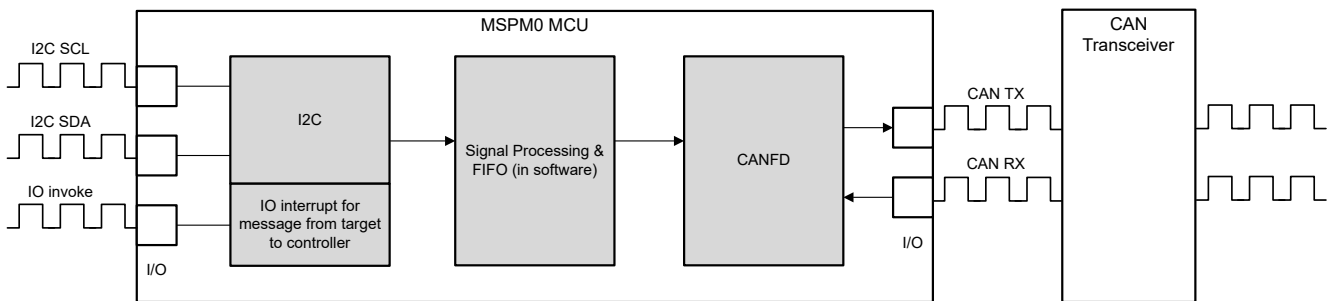 MSPM0 MCU
CAN
Transceiver
I2C SCL
I2C SDA
IO invoke
I/O
I2C
IO interrupt for
message from target
to controller
Signal Processing &
FIFO (in software)
CANFD
CAN TX
CAN RX
I/O